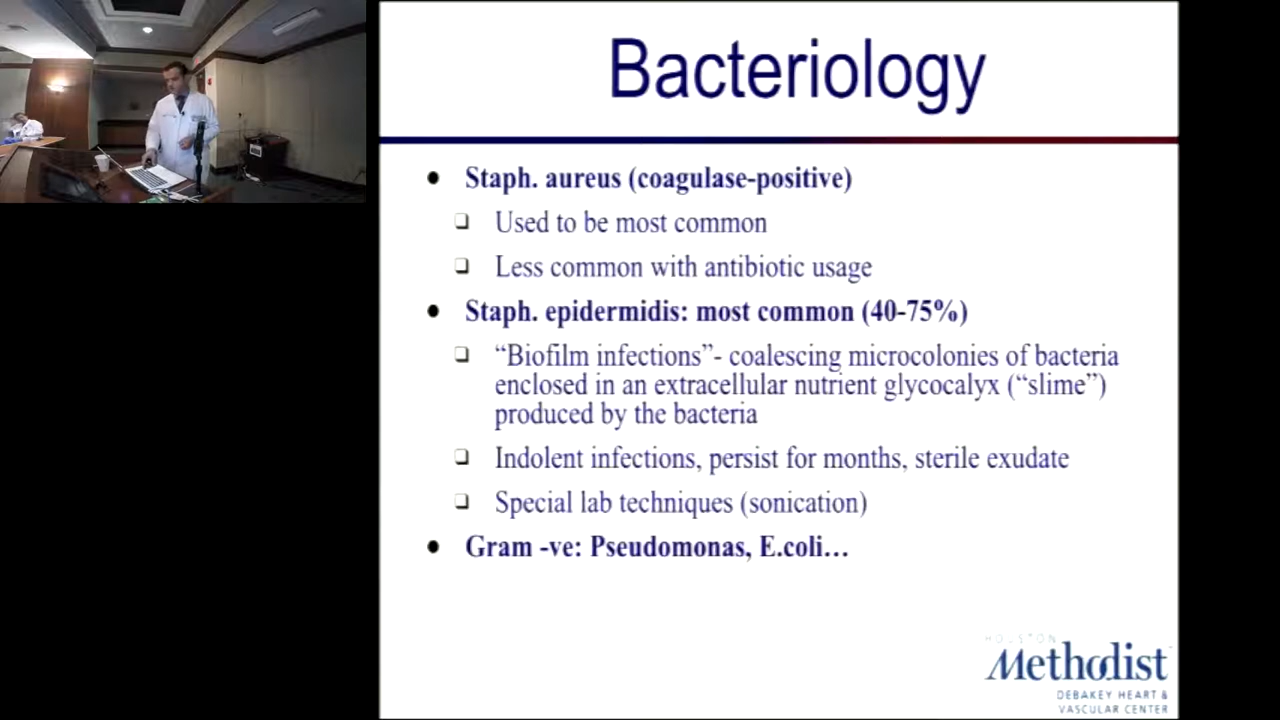 Bacteriology
• Staph. aureus (coagulase-positive)
❑ Used to be most common
❑ Less common with antibiotic usage
• Staph. epidermidis: most common (40-75%)
❑ “Biofilm infections”- coalescing microcolonies of bacteria
enclosed in an extracellular nutrient glycocalyx (“slime”)
produced by the bacteria
❑ Indolent infections, persist for months, sterile exudate
❑ Special lab techniques (sonication)
• Gram -ve: Pseudomonas, E.coli…
HOUSTON
Methodist
DEBAKEY HEART &
VASCULAR CENTER